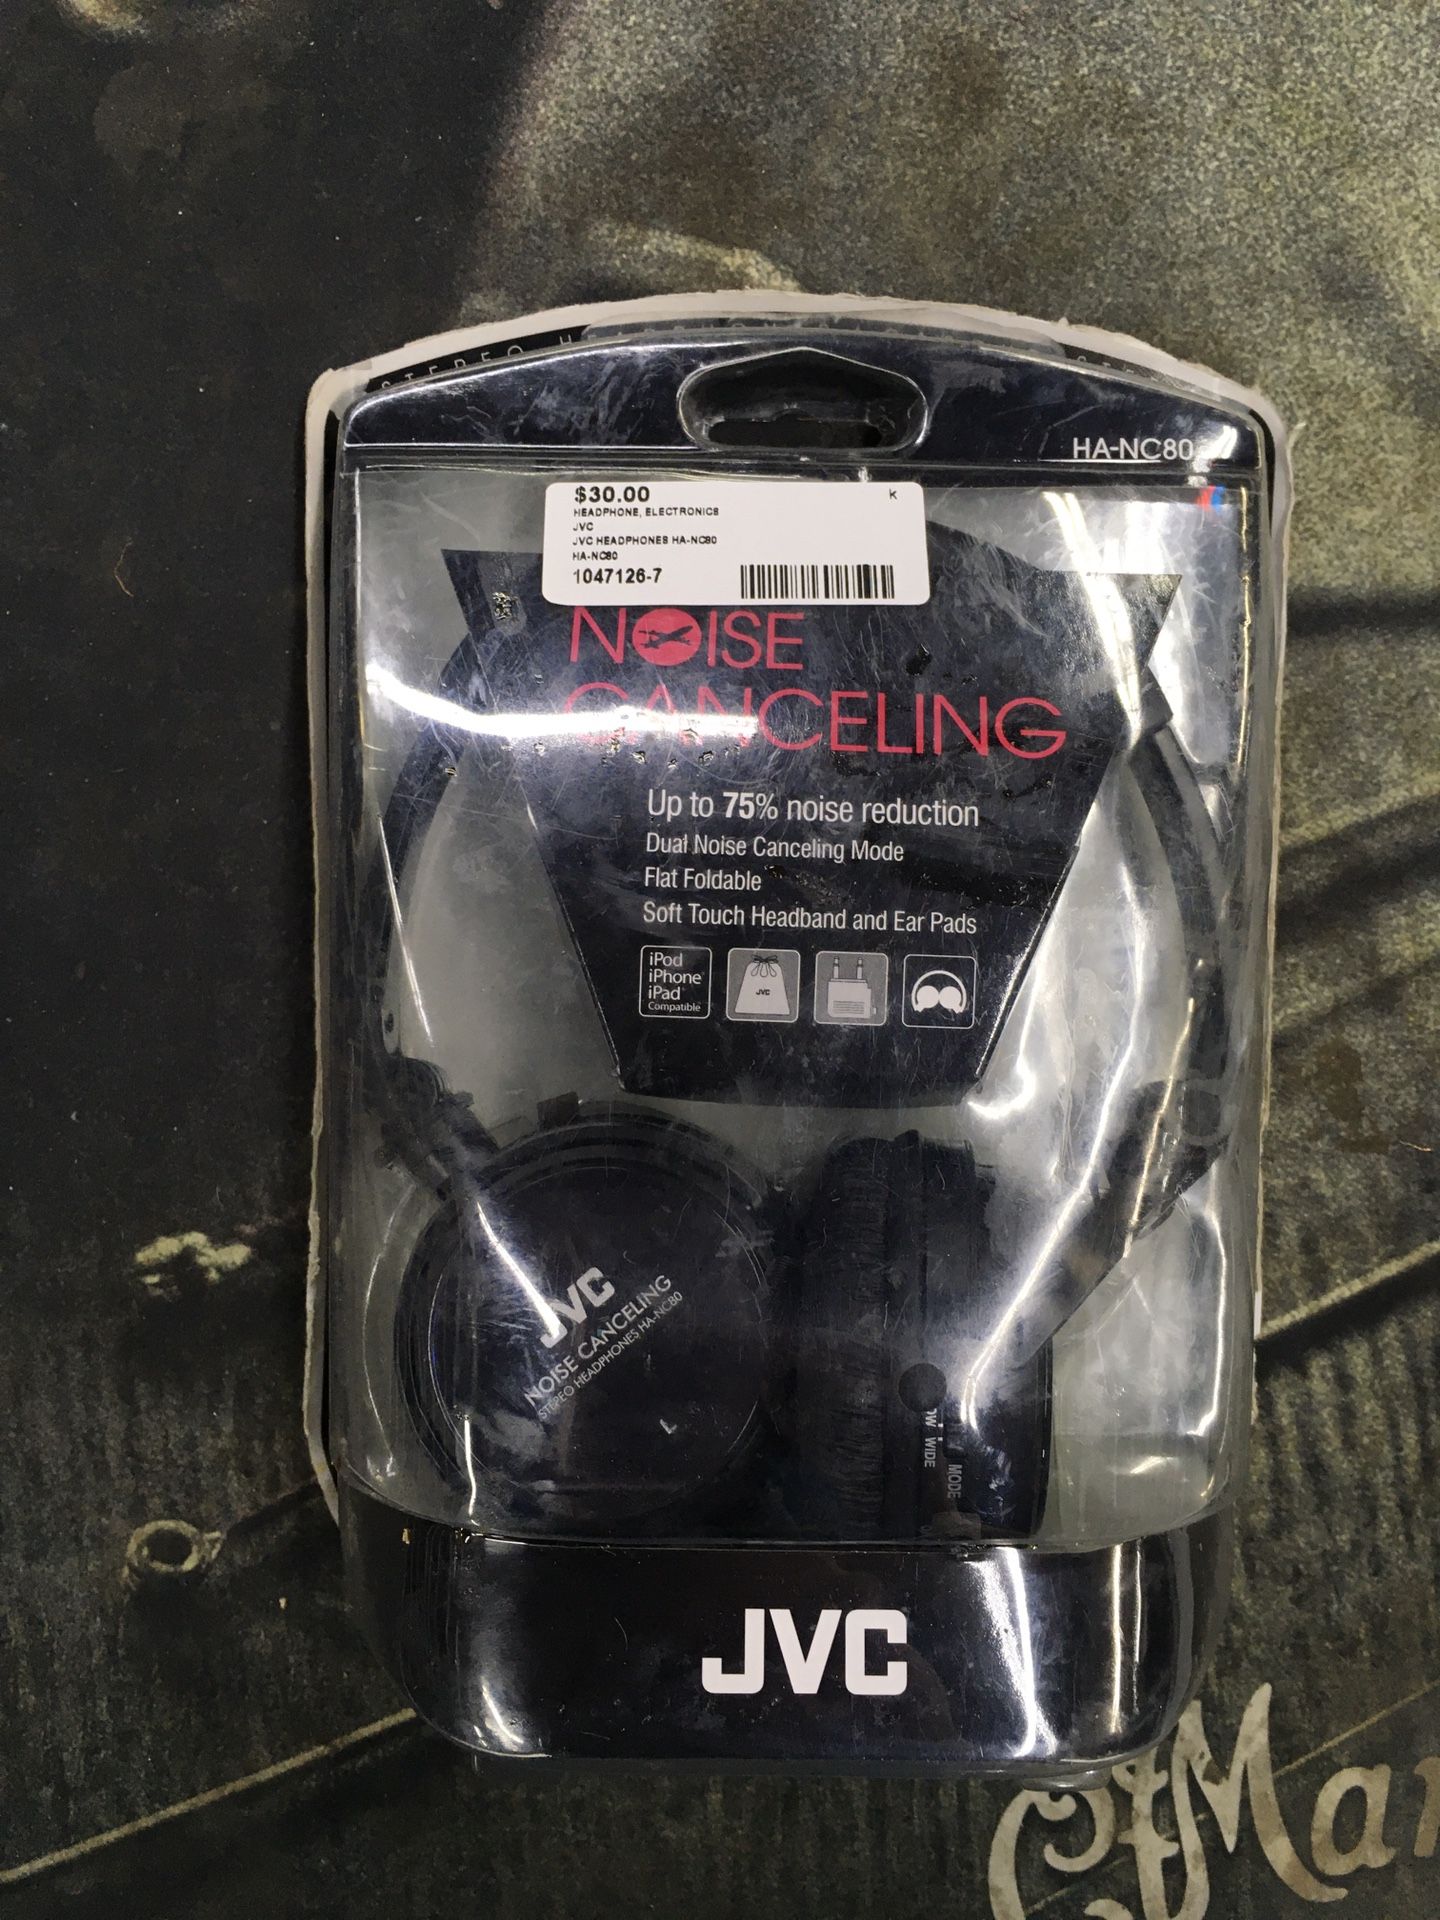 STEREO H
HA-NC80
$30.00 K
HEADPHONE, ELECTRONICS
JVC
JVC HEADPHONES HA-NC80
HA-NC80
1047126-7
NOISE
CANCELING
Up to 75% noise reduction
Dual Noise Canceling Mode
Flat Foldable
Soft Touch Headband and Ear Pads
iPod
iPhone
iPad
Compatible
JVC
JVC
NOISE CANCELING
STEREO HEADPHONES HA-NC80
L
WIDE
MODE
JVC